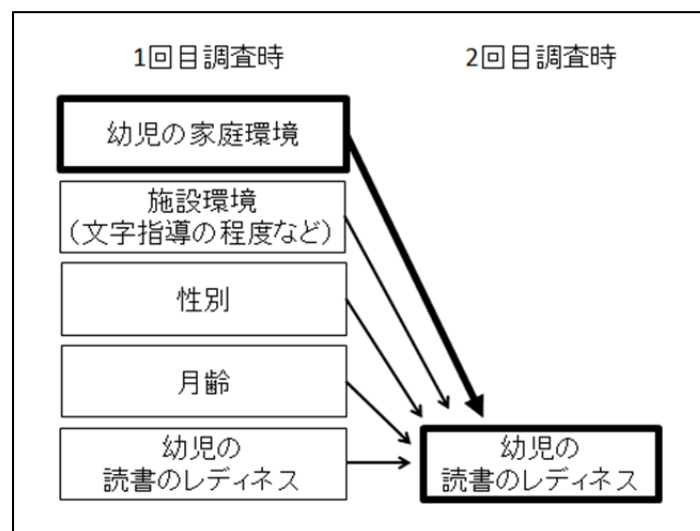 1回目調査時
2回目調査時
幼児の家庭環境
施設環境
(文字指導の程度など)
性別
月齢
幼児の
読書のレディネス
幼児の
読書のレディネス